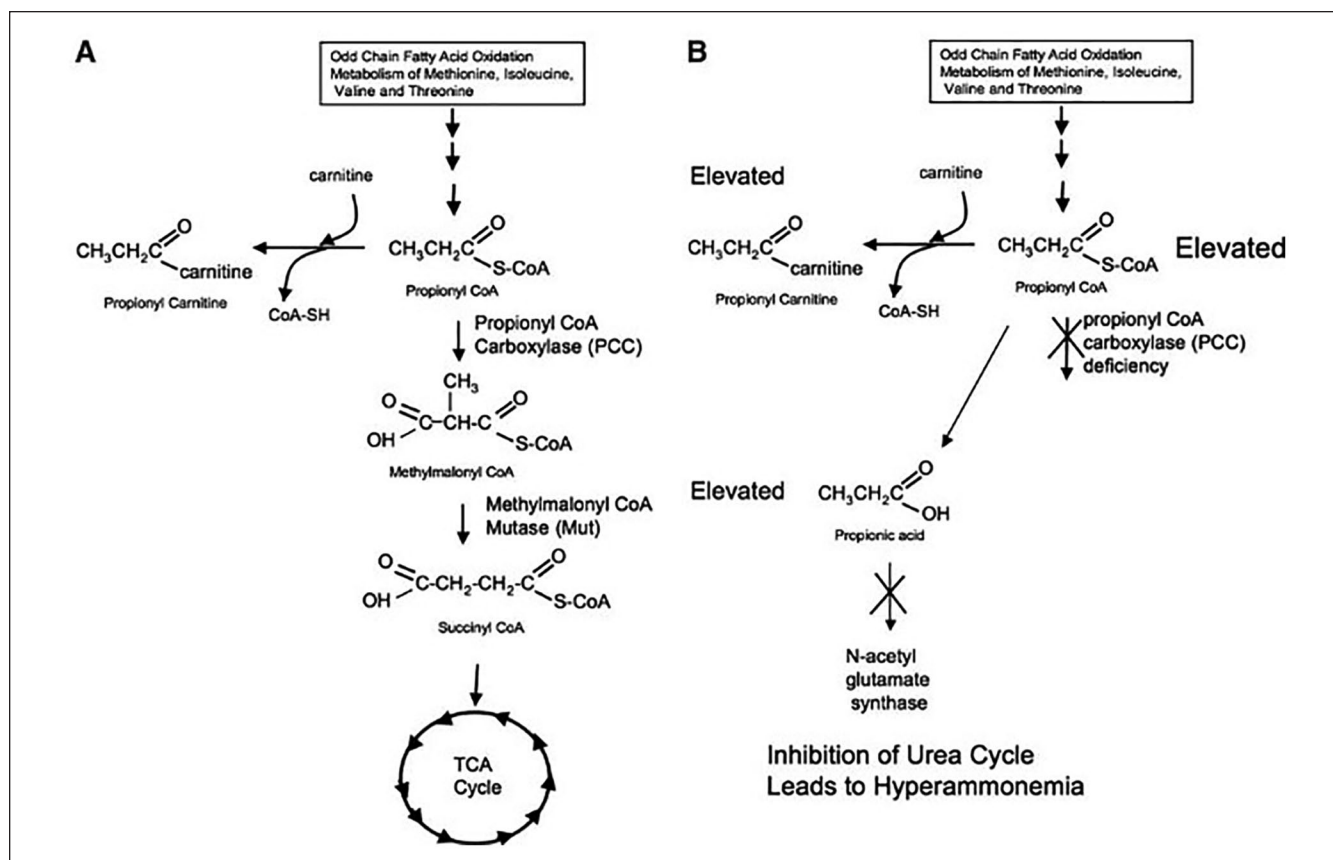 A
Odd Chain Fatty Acid Oxidation
Metabolism of Methionine, Isoleucine,
Valine and Threonine
carnitine
O
CH3CH2C
carnitine
Propionyl Carnitine
CoA-SH
O
CH3CH2C
S-CoA
Propionyl CoA
Propionyl CoA
Carboxylase (PCC)
CH3
O
O
C-CH-C
OH
S-CoA
Methylmalonyl CoA
Methylmalonyl CoA
Mutase (Mut)
O
O
C-CH2-CH2-C
OH
S-CoA
Succinyl CoA
TCA
Cycle
B
Odd Chain Fatty Acid Oxidation
Metabolism of Methionine, Isoleucine,
Valine and Threonine
Elevated
carnitine
O
CH3CH2C
carnitine
Propionyl Carnitine
CoA-SH
O
CH3CH2C
S-CoA
Elevated
Propionyl CoA
propionyl CoA
carboxylase (PCC)
deficiency
Elevated
O
CH3CH2C
OH
Propionic acid
N-acetyl
glutamate
synthase
Inhibition of Urea Cycle
Leads to Hyperammonemia